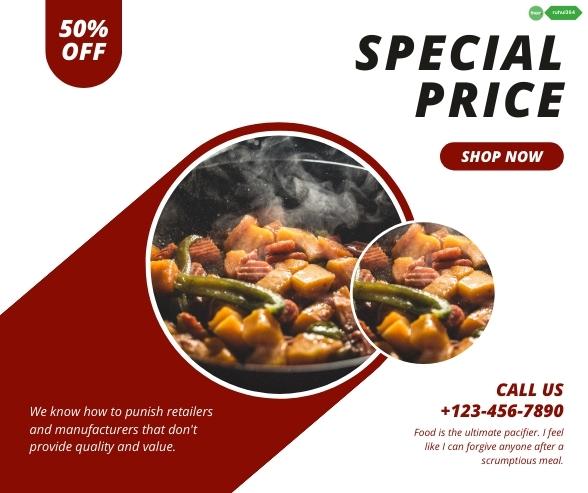 fiverr
ruhul364
50%
OFF
SPECIAL
PRICE
SHOP NOW
We know how to punish retailers
and manufacturers that don't
provide quality and value.
CALL US
+123-456-7890
Food is the ultimate pacifier. I feel
like I can forgive anyone after a
scrumptious meal.